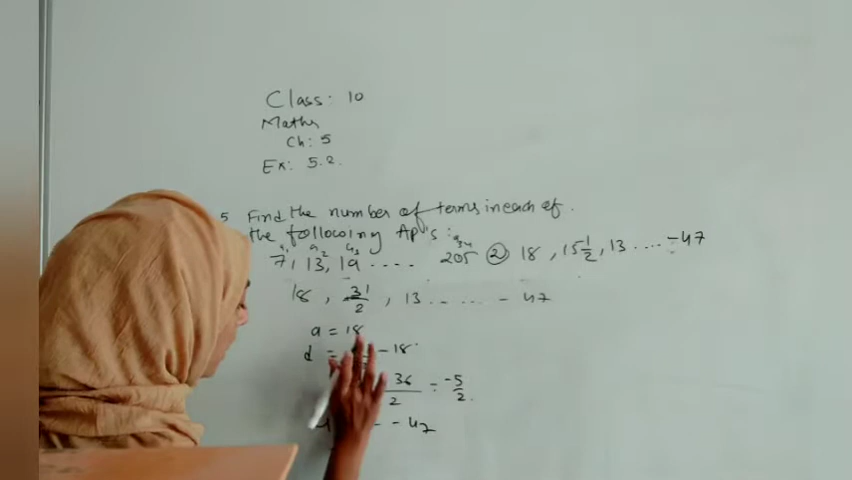 Class: 10
Maths
Ch: 5
Ex: 5.2.
5 Find the number of terms in each of
the following Ap's:
7, 13, 19 .... 205 ② 18, 15 1/2, 13 .... -47
18, 31/2, 13 ...... - 47
a = 18
d = - 18
36/2 = -5/2.
- 47